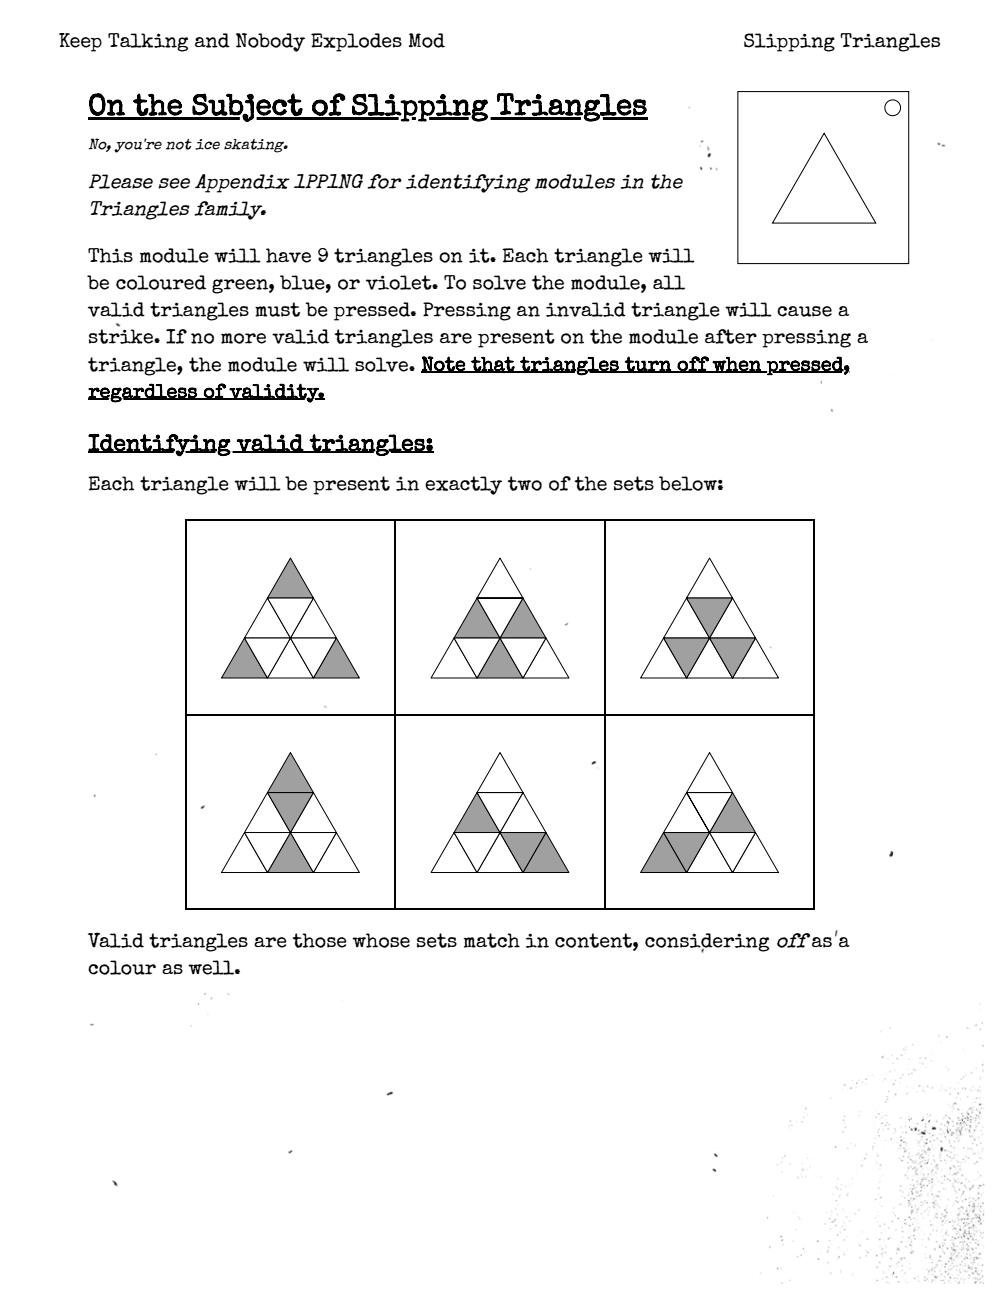 Keep Talking and Nobody Explodes Mod
Slipping Triangles
On the Subject of Slipping Triangles
No, you're not ice skating.
Please see Appendix 1PP1NG for identifying modules in the
Triangles family.
This module will have 9 triangles on it. Each triangle will
be coloured green, blue, or violet. To solve the module, all
valid triangles must be pressed. Pressing an invalid triangle will cause a
strike. If no more valid triangles are present on the module after pressing a
triangle, the module will solve. Note that triangles turn off when pressed,
regardless of validity.
Identifying valid triangles:
Each triangle will be present in exactly two of the sets below:
Valid triangles are those whose sets match in content, considering off as a
colour as well.